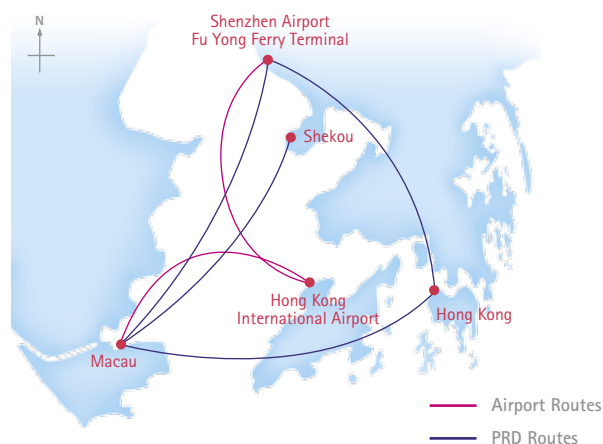 N
Shenzhen Airport
Fu Yong Ferry Terminal
Shekou
Hong Kong
International Airport
Hong Kong
Macau
Airport Routes
PRD Routes